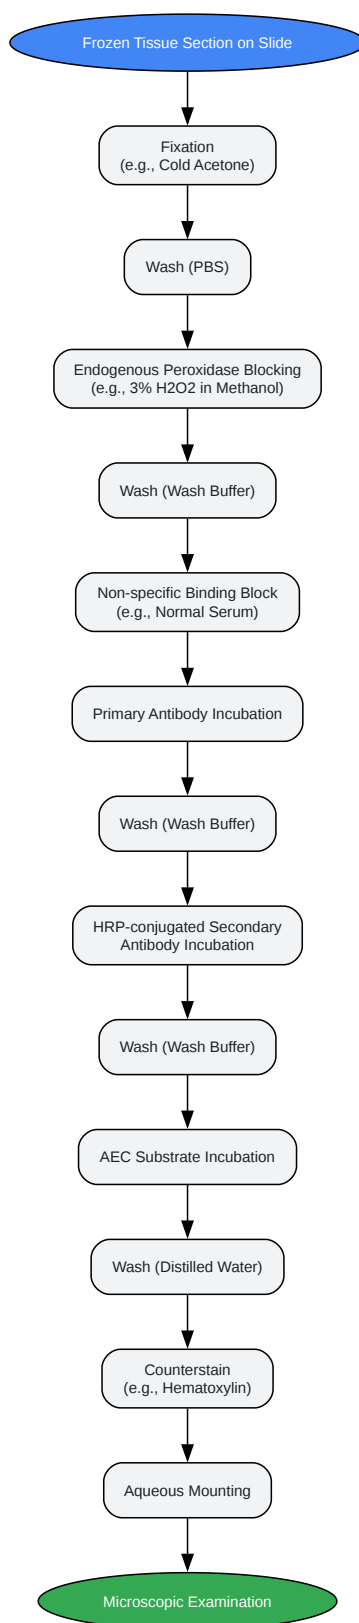 Frozen Tissue Section on Slide
Fixation
(e.g., Cold Acetone)
Wash (PBS)
Endogenous Peroxidase Blocking
(e.g., 3% H2O2 in Methanol)
Wash (Wash Buffer)
Non-specific Binding Block
(e.g., Normal Serum)
Primary Antibody Incubation
Wash (Wash Buffer)
HRP-conjugated Secondary
Antibody Incubation
Wash (Wash Buffer)
AEC Substrate Incubation
Wash (Distilled Water)
Counterstain
(e.g., Hematoxylin)
Aqueous Mounting
Microscopic Examination